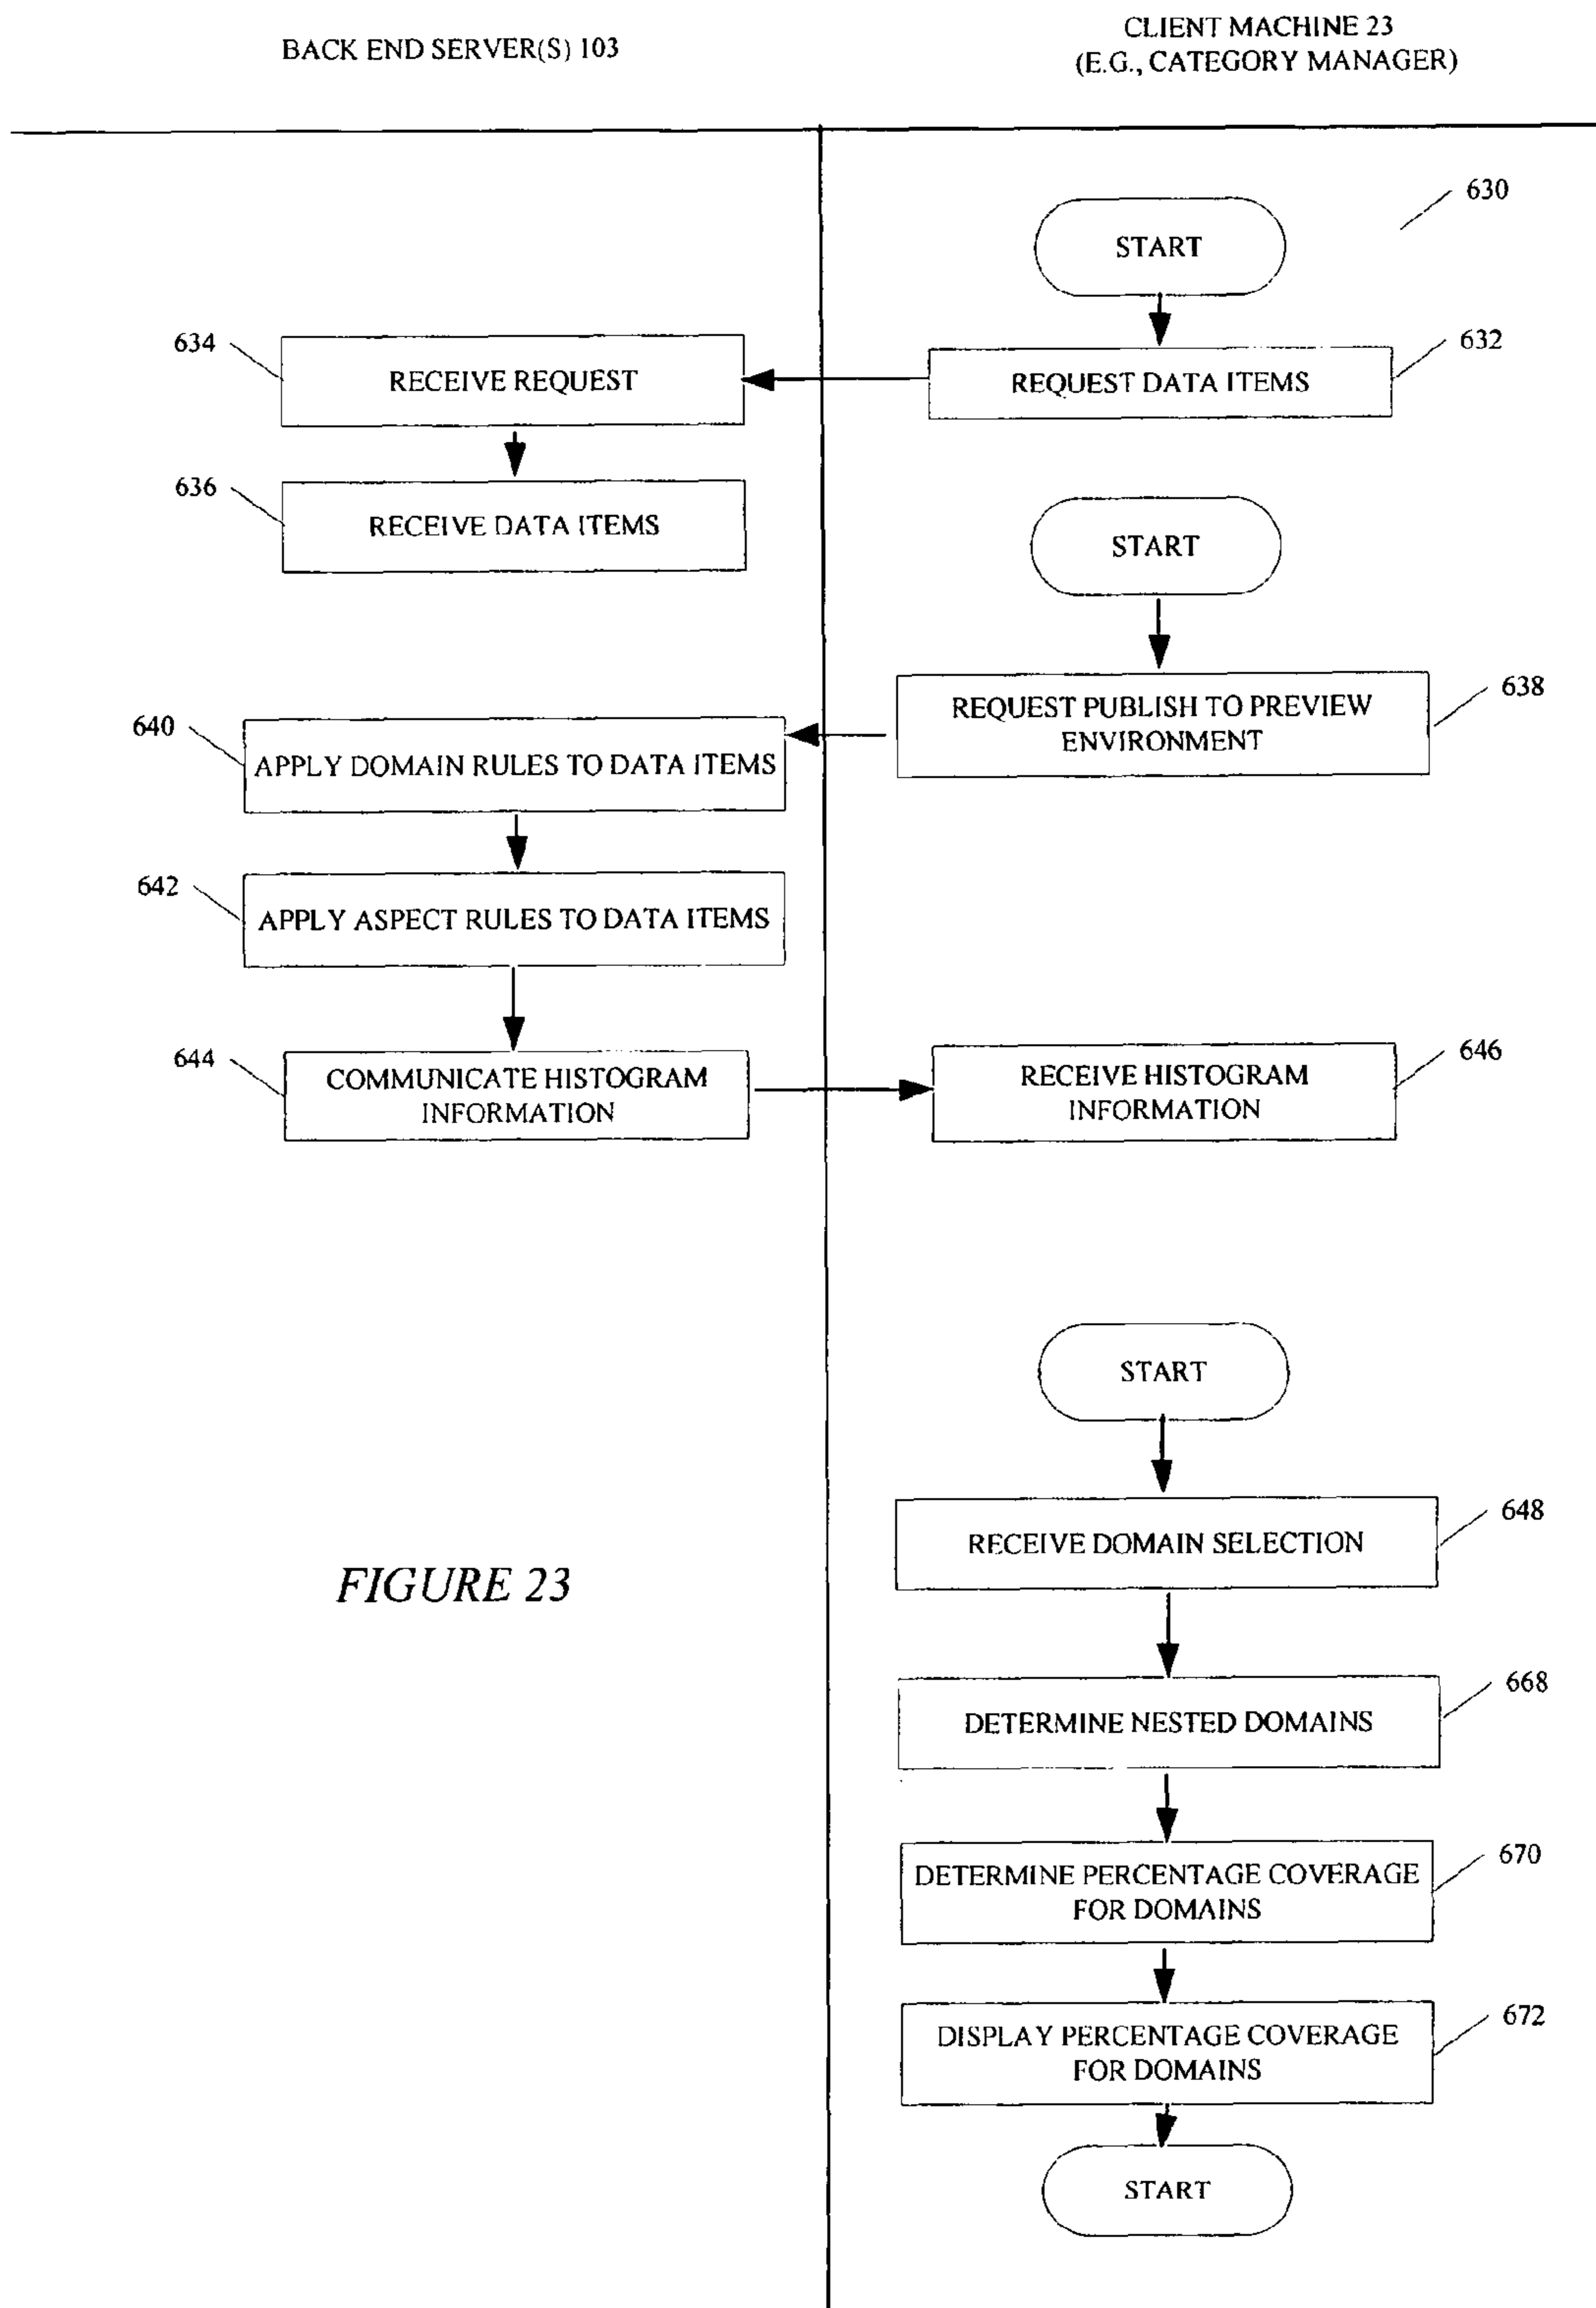 BACK END SERVER(S) 103
CLIENT MACHINE 23
(E.G., CATEGORY MANAGER)
630
START
634
RECEIVE REQUEST
632
REQUEST DATA ITEMS
636
RECEIVE DATA ITEMS
START
638
REQUEST PUBLISH TO PREVIEW
ENVIRONMENT
640
APPLY DOMAIN RULES TO DATA ITEMS
642
APPLY ASPECT RULES TO DATA ITEMS
644
COMMUNICATE HISTOGRAM
INFORMATION
646
RECEIVE HISTOGRAM
INFORMATION
START
648
RECEIVE DOMAIN SELECTION
FIGURE 23
668
DETERMINE NESTED DOMAINS
670
DETERMINE PERCENTAGE COVERAGE
FOR DOMAINS
672
DISPLAY PERCENTAGE COVERAGE
FOR DOMAINS
START